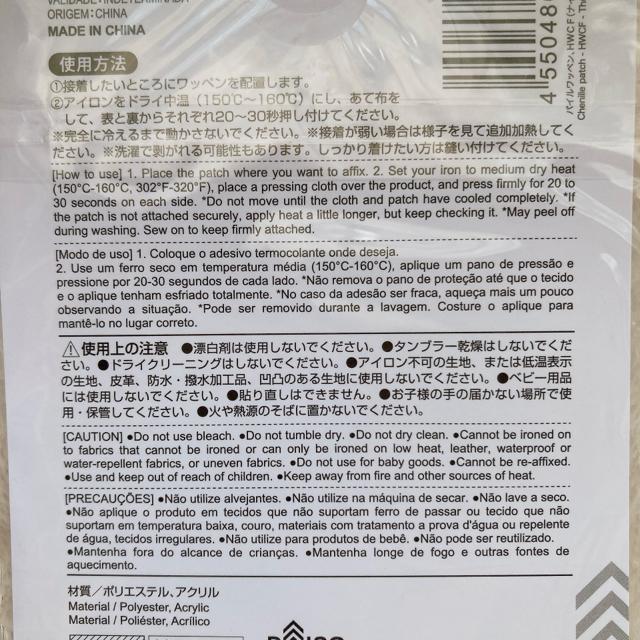 VALIDADE: INDETERMINADA
ORIGEM: CHINA
MADE IN CHINA
4 550480
パイルワッペン、HWCF(ナイ
Chenille patch - HWCF - Th
使用方法
①接着したいところにワッペンを配置します。
②アイロンをドライ中温(150℃～160℃)にし、あて布を
して、表と裏からそれぞれ20～30秒押し付けてください。
※完全に冷えるまで動かさないでください。※接着が弱い場合は様子を見て追加加熱してく
ださい。※洗濯で剥がれる可能性もあります。しっかり着けたい方は縫い付けてください。
[How to use] 1. Place the patch where you want to affix. 2. Set your iron to medium dry heat
(150°C-160°C, 302°F-320°F), place a pressing cloth over the product, and press firmly for 20 to
30 seconds on each side. *Do not move until the cloth and patch have cooled completely. *If
the patch is not attached securely, apply heat a little longer, but keep checking it. *May peel off
during washing. Sew on to keep firmly attached.
[Modo de uso] 1. Coloque o adesivo termocolante onde deseja.
2. Use um ferro seco em temperatura média (150°C-160°C), aplique um pano de pressão e
pressione por 20-30 segundos de cada lado. *Não remova o pano de proteção até que o tecido
e o aplique tenham esfriado totalmente. *No caso da adesão ser fraca, aqueça mais um pouco
observando a situação. *Pode ser removido durante a lavagem. Costure o aplique para
mantê-lo no lugar correto.
⚠使用上の注意 ●漂白剤は使用しないでください。●タンブラー乾燥はしないでくだ
さい。●ドライクリーニングはしないでください。●アイロン不可の生地、または低温表示
の生地、皮革、防水・撥水加工品、凹凸のある生地に使用しないでください。●ベビー用品
には使用しないでください。●貼り直しはできません。●お子様の手の届かない場所で使
用・保管してください。●火や熱源のそばに置かないでください。
[CAUTION] ●Do not use bleach. ●Do not tumble dry. ●Do not dry clean. ●Cannot be ironed on
to fabrics that cannot be ironed or can only be ironed on low heat, leather, waterproof or
water-repellent fabrics, or uneven fabrics. ●Do not use for baby goods. ●Cannot be re-affixed.
●Use and keep out of reach of children. ●Keep away from fire and other sources of heat.
[PRECAUÇÕES] ●Não utilize alvejantes. ●Não utilize na máquina de secar. ●Não lave a seco.
●Não aplique o produto em tecidos que não suportam ferro de passar ou tecido que não
suportam em temperatura baixa, couro, materiais com tratamento a prova d'água ou repelente
de água, tecidos irregulares. ●Não utilize para produtos de bebê. ●Não pode ser reutilizado.
●Mantenha fora do alcance de crianças. ●Mantenha longe de fogo e outras fontes de
aquecimento.
材質／ポリエステル、アクリル
Material / Polyester, Acrylic
Material / Poliéster, Acrílico
DAISO